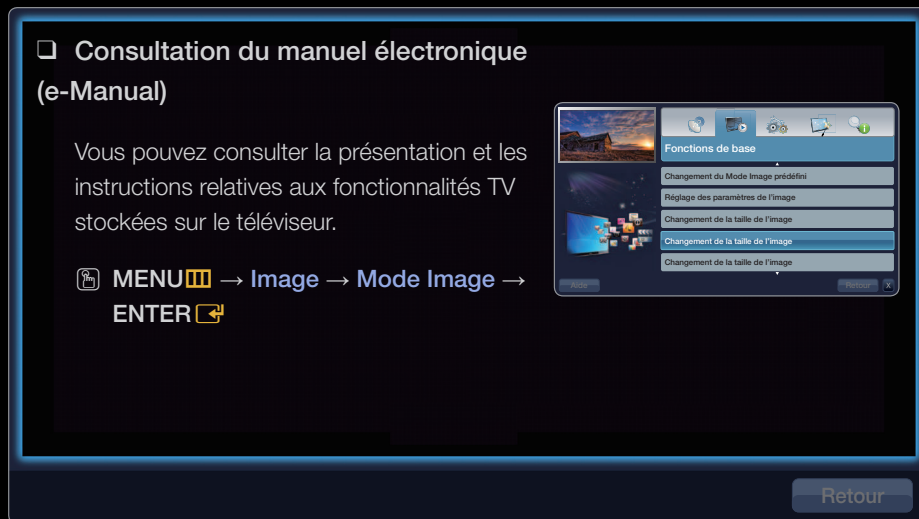 ❑ Consultation du manuel électronique
(e-Manual)
Vous pouvez consulter la présentation et les
instructions relatives aux fonctionnalités TV
stockées sur le téléviseur.
MENU → Image → Mode Image →
ENTER
Fonctions de base
Changement du Mode Image prédéfini
Réglage des paramètres de l'image
Changement de la taille de l'image
Changement de la taille de l'image
Changement de la taille de l'image
Aide
Retour X
Retour